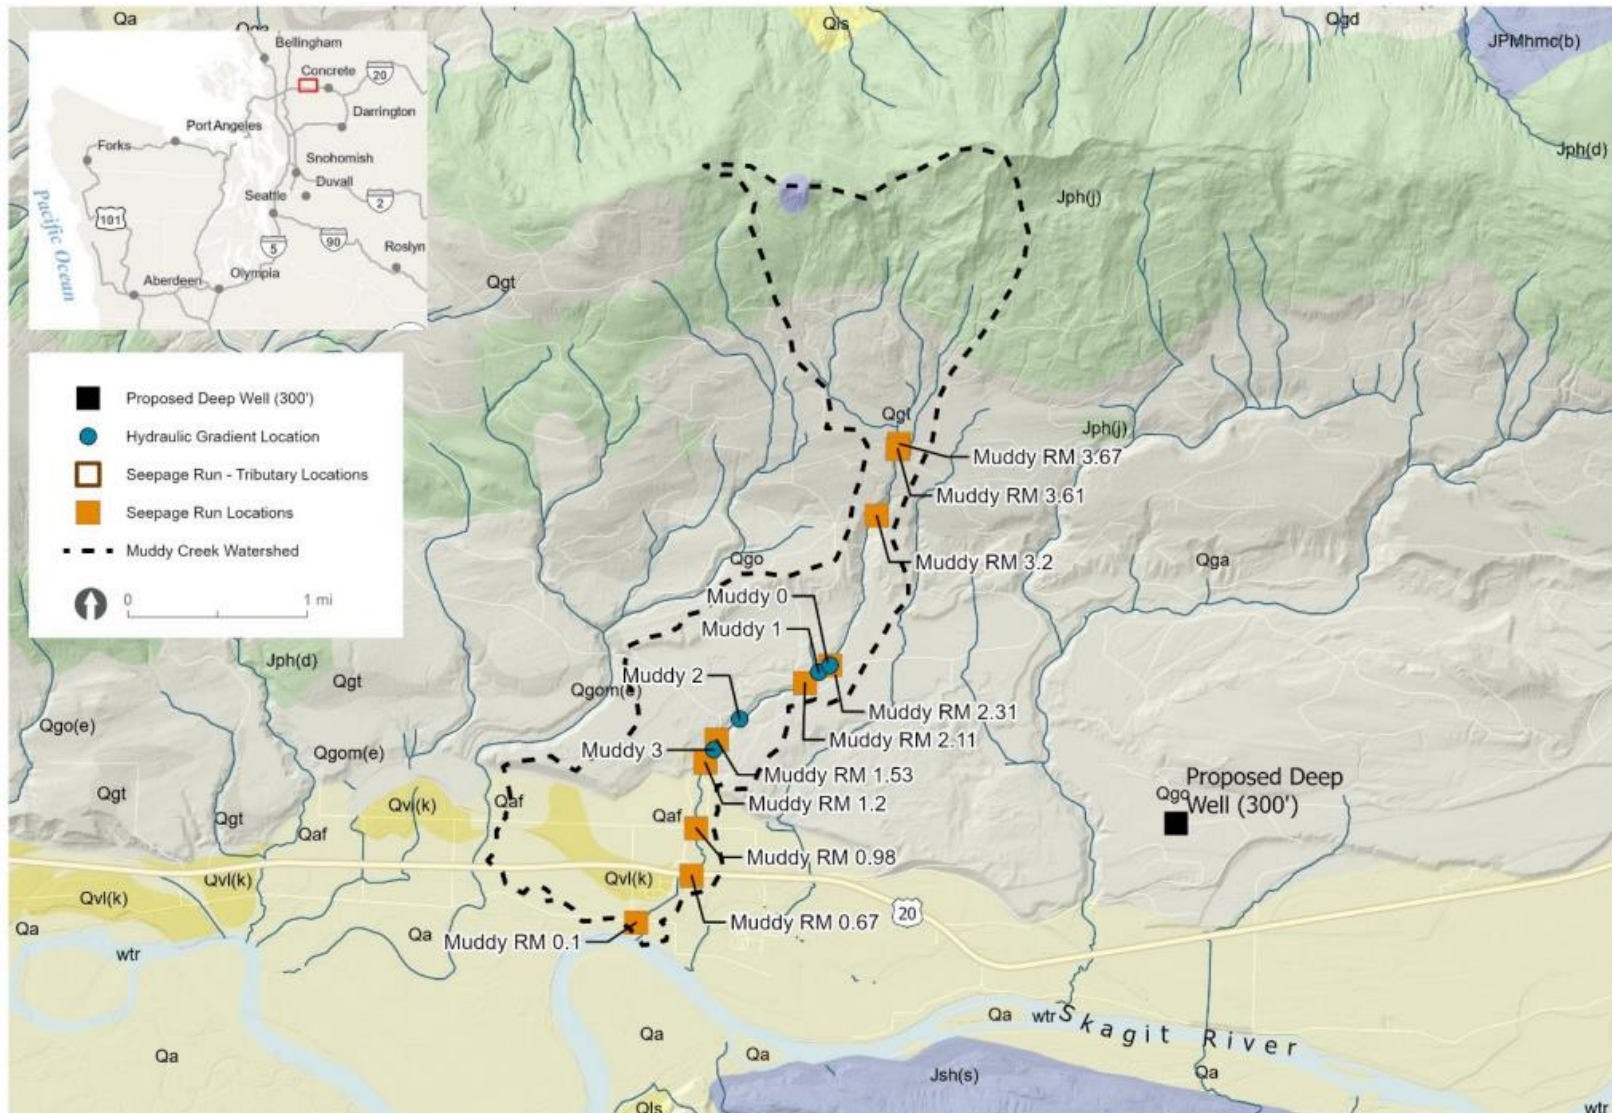 Qa
Qls
Qgd
JPMhmc(b)
Bellingham
Concrete
20
Darrington
Port Angeles
Forks
Snohomish
Duvall
Seattle
2
101
Pacific Ocean
5
90
Roslyn
Aberdeen
Olympia
Jph(d)
Jph(j)
Qgt
Proposed Deep Well (300')
Hydraulic Gradient Location
Seepage Run - Tributary Locations
Seepage Run Locations
Muddy Creek Watershed
0
1 mi
Qgt
Jph(j)
Muddy RM 3.67
Muddy RM 3.61
Muddy RM 3.2
Qgo
Qga
Muddy 0
Muddy 1
Jph(d)
Qgt
Muddy 2
Qgom(e)
Muddy RM 2.31
Muddy RM 2.11
Qgo(e)
Qgom(e)
Muddy 3
Muddy RM 1.53
Muddy RM 1.2
Proposed Deep
Well (300')
Qgo
Qgt
Qvl(k)
Qaf
Qgt
Qaf
Qaf
Muddy RM 0.98
Qvl(k)
Qvl(k)
Muddy RM 0.67
20
Muddy RM 0.1
Qa
Qa
wtr
Qa
Qa
wtr
Skagit River
Qa
Qa
Jsh(s)
Qa
Qls
wtr